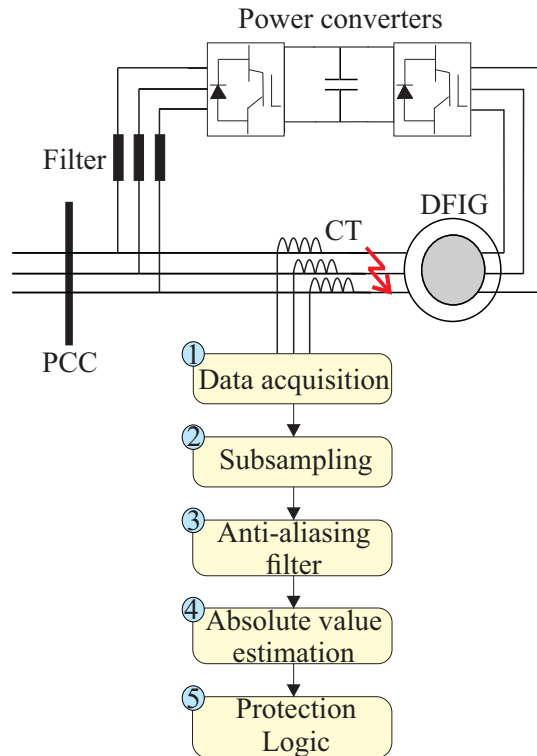 Power converters
Filter
DFIG
CT
PCC
1
Data acquisition
2
Subsampling
3
Anti-aliasing
filter
4
Absolute value
estimation
5
Protection
Logic